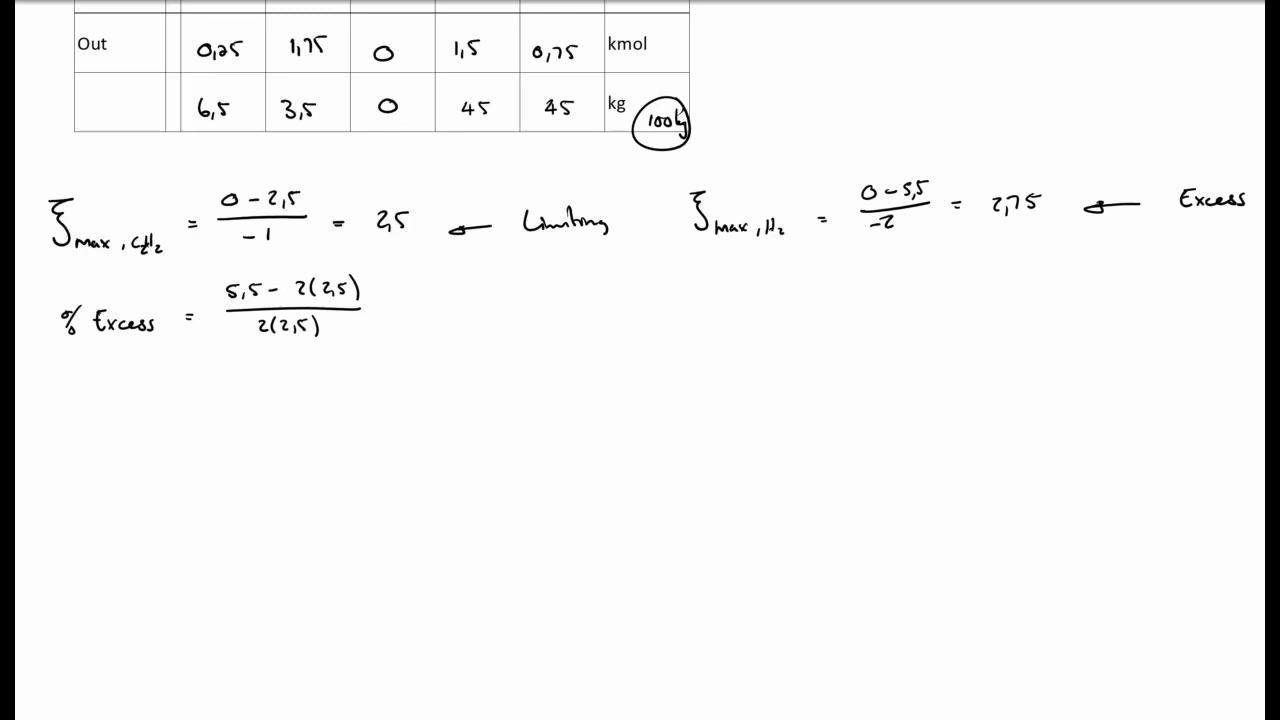 Out 0,25 1,75 0 1,5 0,75 kmol
6,5 3,5 0 45 45 kg 100kg
ξmax, C2H2 = (0 - 2,5)/(-1) = 2,5 ← Limiting ξmax, H2 = (0 - 5,5)/(-2) = 2,75 ← Excess
% Excess = (5,5 - 2(2,5))/(2(2,5))